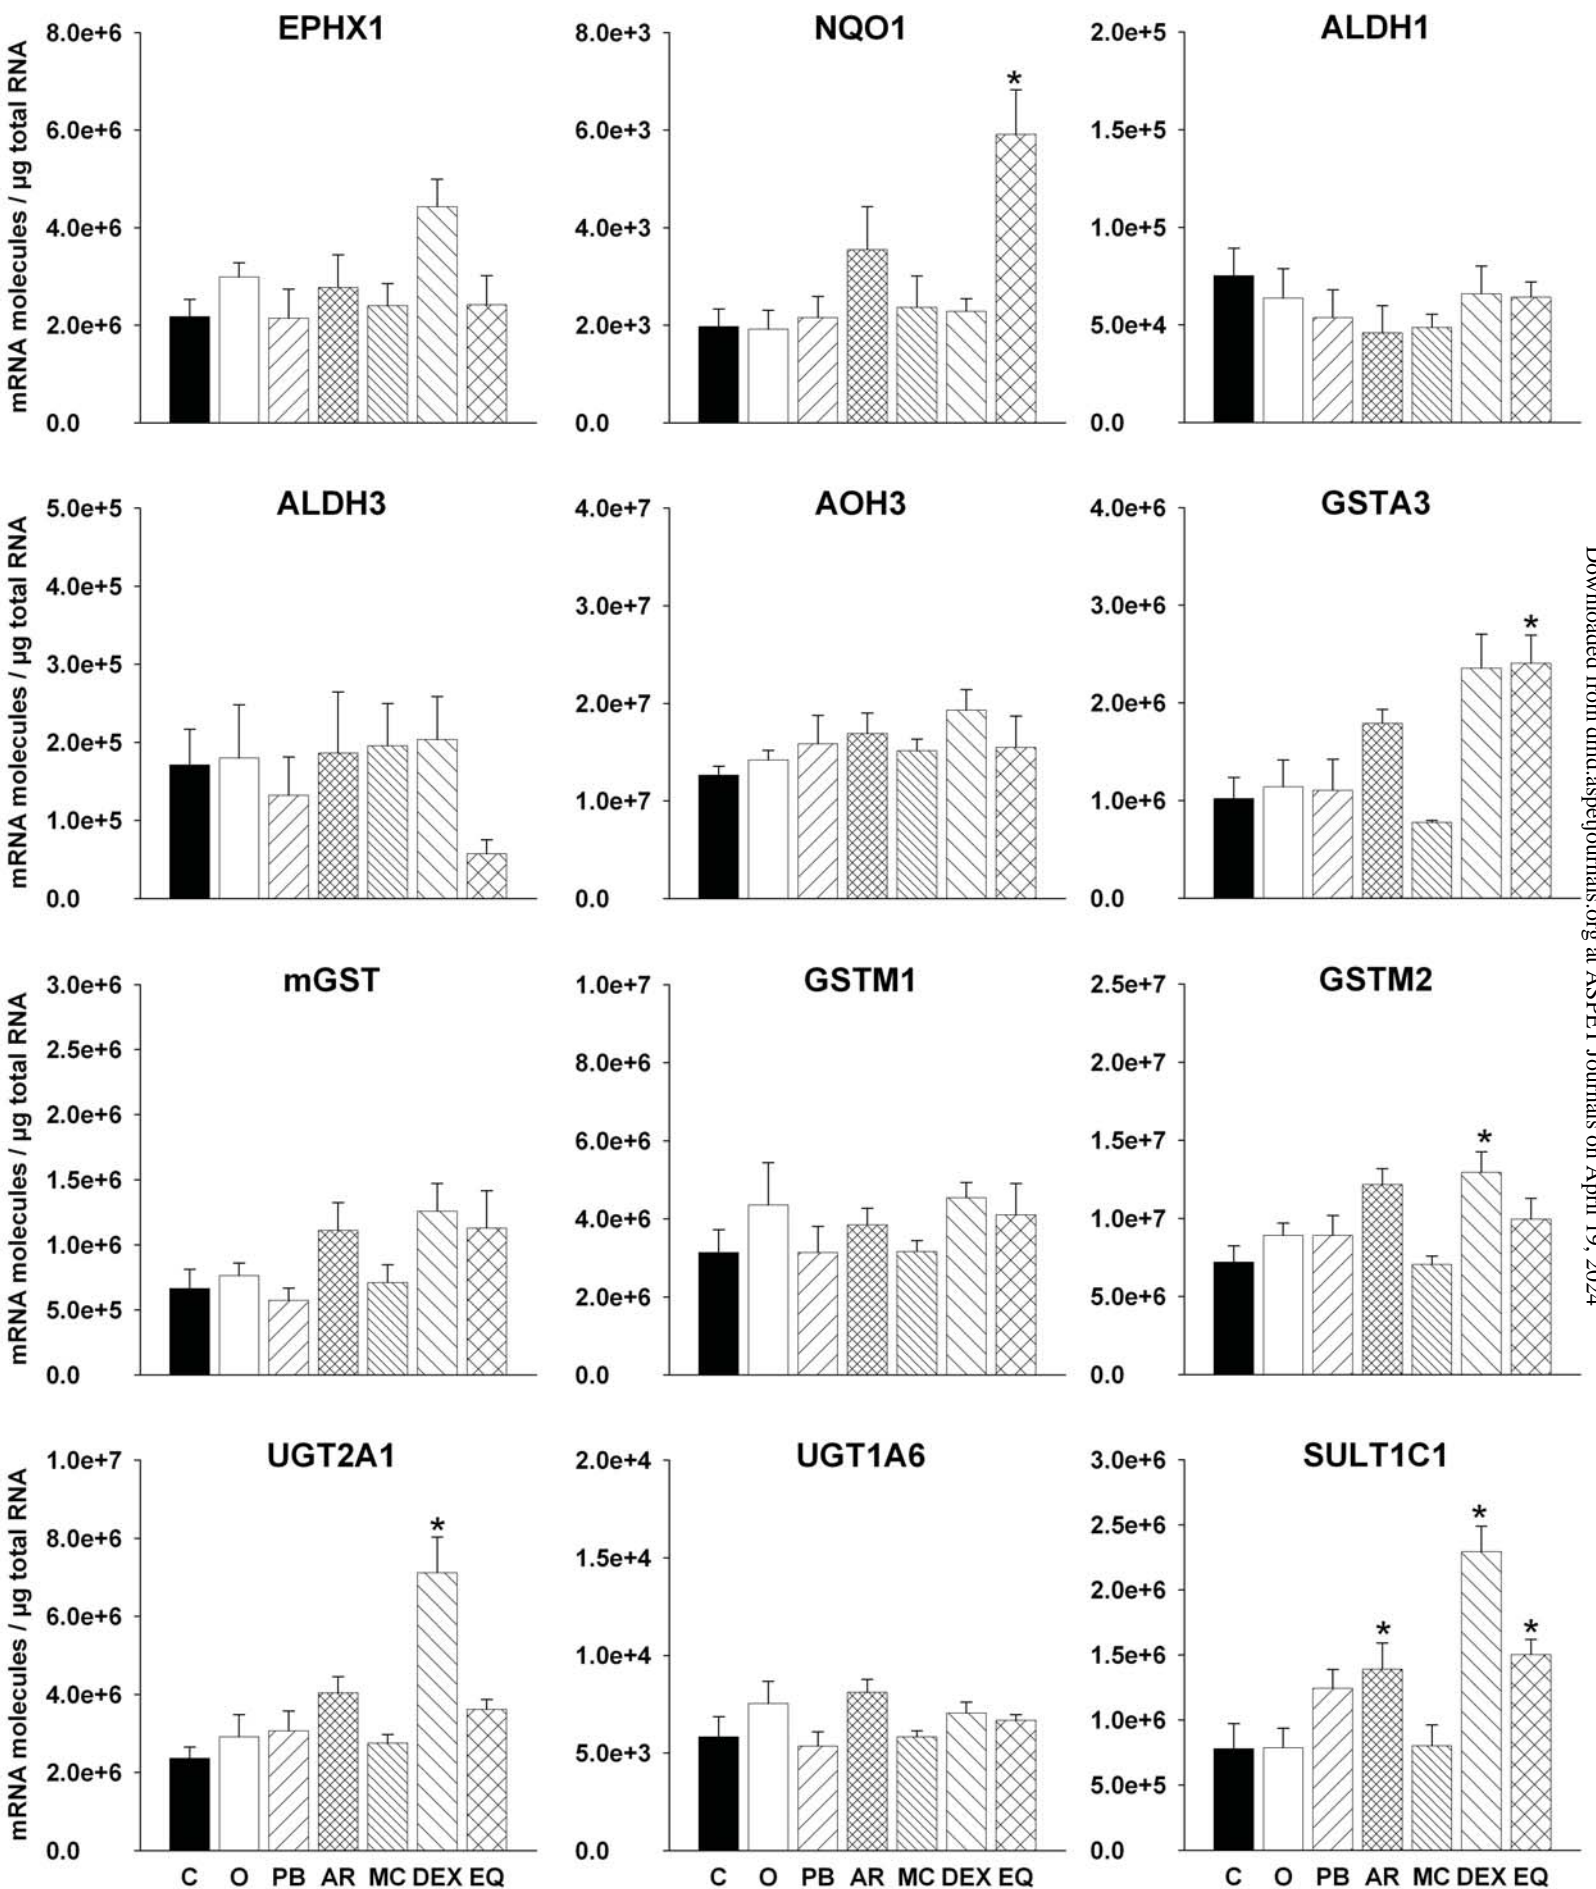 EPHX1 NQO1 ALDH1
mRNA molecules / µg total RNA
8.0e+6
6.0e+6
4.0e+6
2.0e+6
0.0
8.0e+3
6.0e+3
4.0e+3
2.0e+3
0.0
*
2.0e+5
1.5e+5
1.0e+5
5.0e+4
0.0
ALDH3 AOH3 GSTA3
mRNA molecules / µg total RNA
5.0e+5
4.0e+5
3.0e+5
2.0e+5
1.0e+5
0.0
4.0e+7
3.0e+7
2.0e+7
1.0e+7
0.0
4.0e+6
3.0e+6
2.0e+6
1.0e+6
0.0
*
mGST GSTM1 GSTM2
mRNA molecules / µg total RNA
3.0e+6
2.5e+6
2.0e+6
1.5e+6
1.0e+6
5.0e+5
0.0
1.0e+7
8.0e+6
6.0e+6
4.0e+6
2.0e+6
0.0
2.5e+7
2.0e+7
1.5e+7
1.0e+7
5.0e+6
0.0
*
UGT2A1 UGT1A6 SULT1C1
mRNA molecules / µg total RNA
1.0e+7
8.0e+6
6.0e+6
4.0e+6
2.0e+6
0.0
*
2.0e+4
1.5e+4
1.0e+4
5.0e+3
0.0
3.0e+6
2.5e+6
2.0e+6
1.5e+6
1.0e+6
5.0e+5
0.0
* * *
C O PB AR MC DEX EQ
C O PB AR MC DEX EQ
C O PB AR MC DEX EQ
Downloaded from dmd.aspetjournals.org at ASPET Journals on April 19, 2024